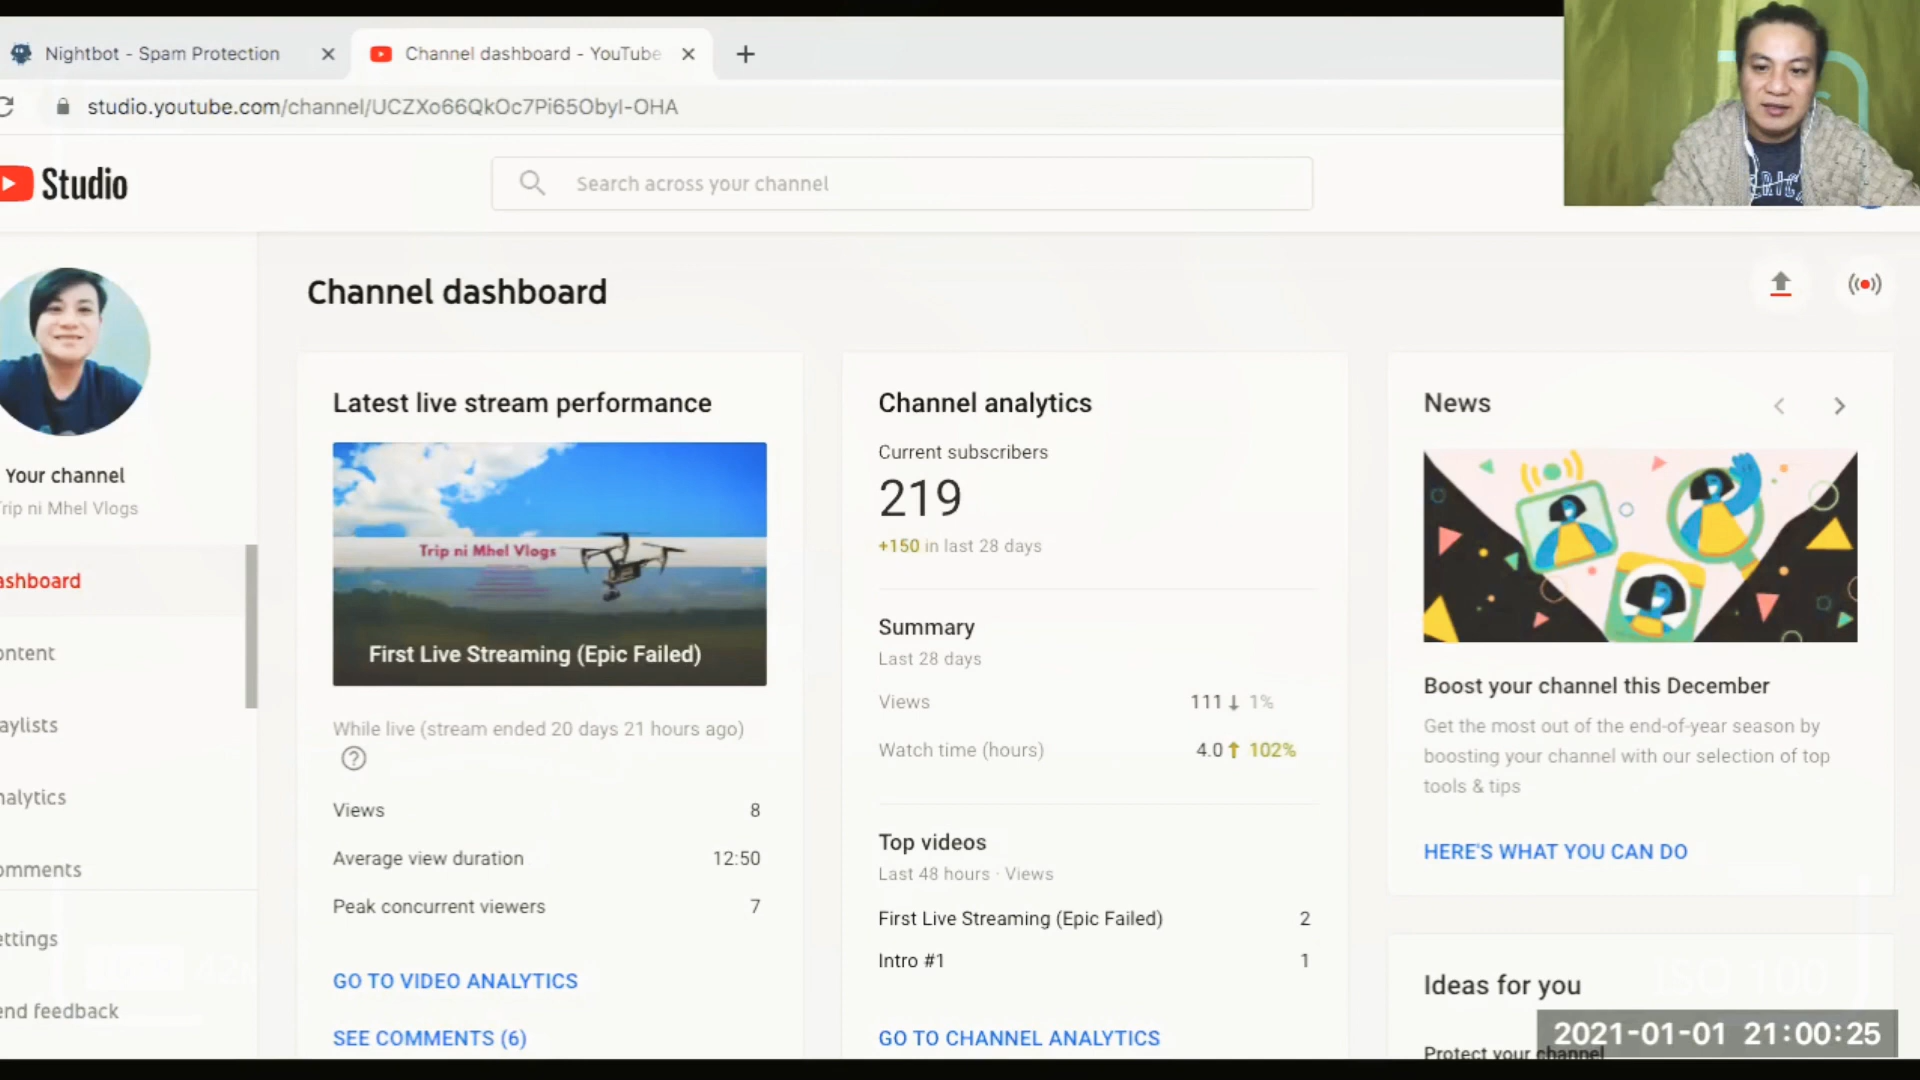 Nightbot - Spam Protection
Channel dashboard - YouTube
studio.youtube.com/channel/UCZXo66QkOc7Pi65ObyI-OHA
Studio
Search across your channel
Channel dashboard
Your channel
rip ni Mhel Vlogs
ashboard
ontent
aylists
nalytics
omments
ettings
end feedback
Latest live stream performance
Trip ni Mhel Vlogs
First Live Streaming (Epic Failed)
While live (stream ended 20 days 21 hours ago)
?
Views 8
Average view duration 12:50
Peak concurrent viewers 7
GO TO VIDEO ANALYTICS
SEE COMMENTS (6)
Channel analytics
Current subscribers
219
+150 in last 28 days
Summary
Last 28 days
Views 111 ↓ 1%
Watch time (hours) 4.0 ↑ 102%
Top videos
Last 48 hours · Views
First Live Streaming (Epic Failed) 2
Intro #1 1
GO TO CHANNEL ANALYTICS
News
Boost your channel this December
Get the most out of the end-of-year season by
boosting your channel with our selection of top
tools & tips
HERE'S WHAT YOU CAN DO
Ideas for you
ISO 100
Protect your channel
2021-01-01 21:00:25